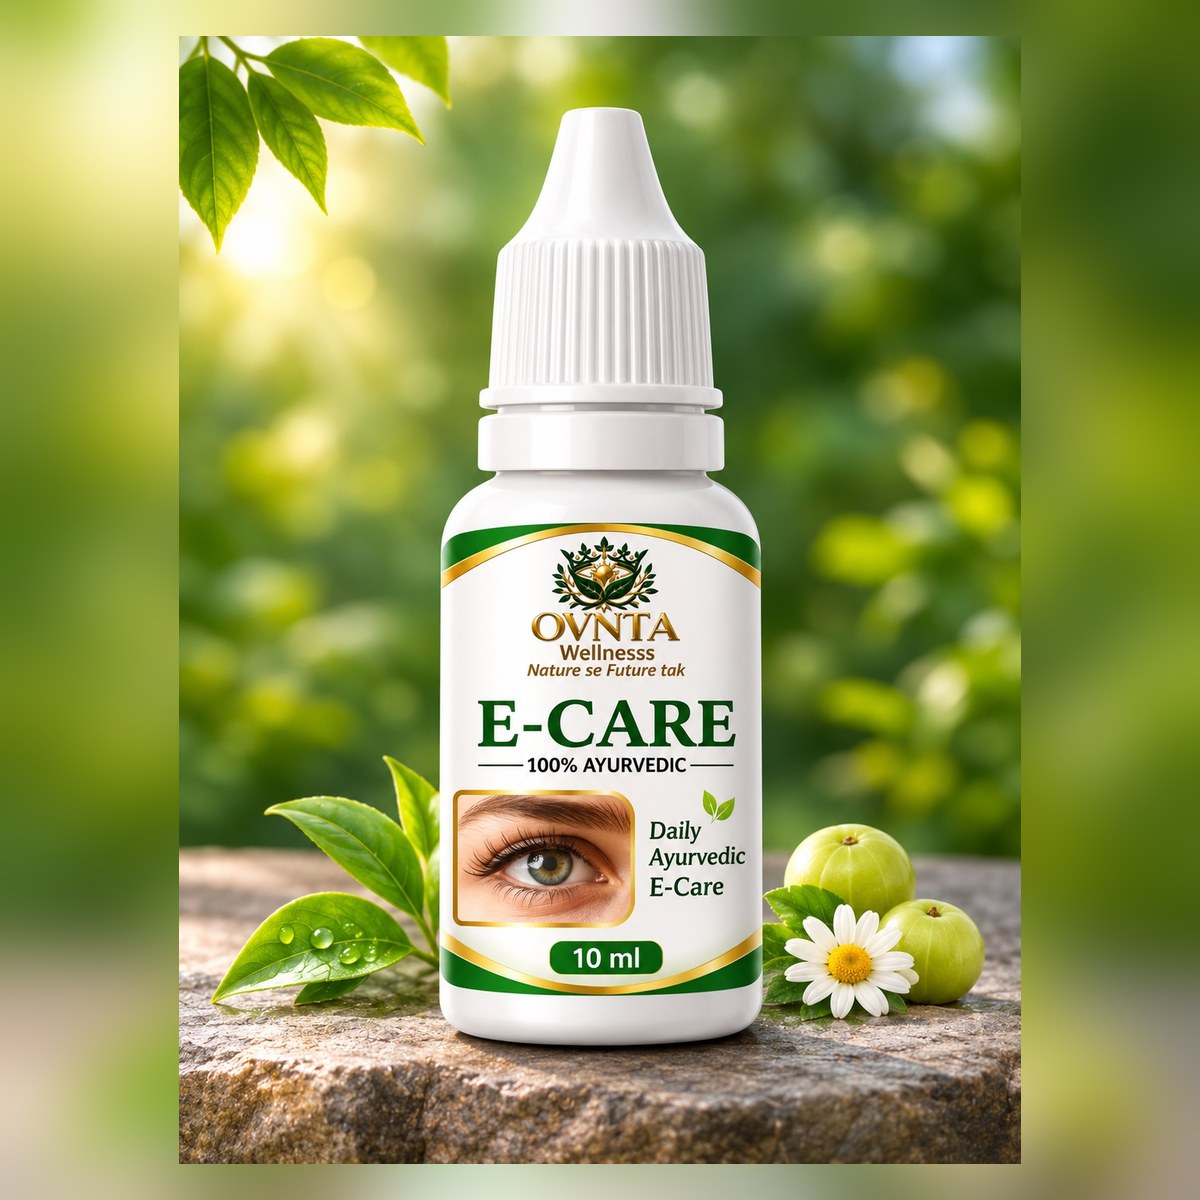 OVNTA
Wellnesss
Nature se Future tak
E-CARE
100% AYURVEDIC
Daily
Ayurvedic
E-Care
10 ml